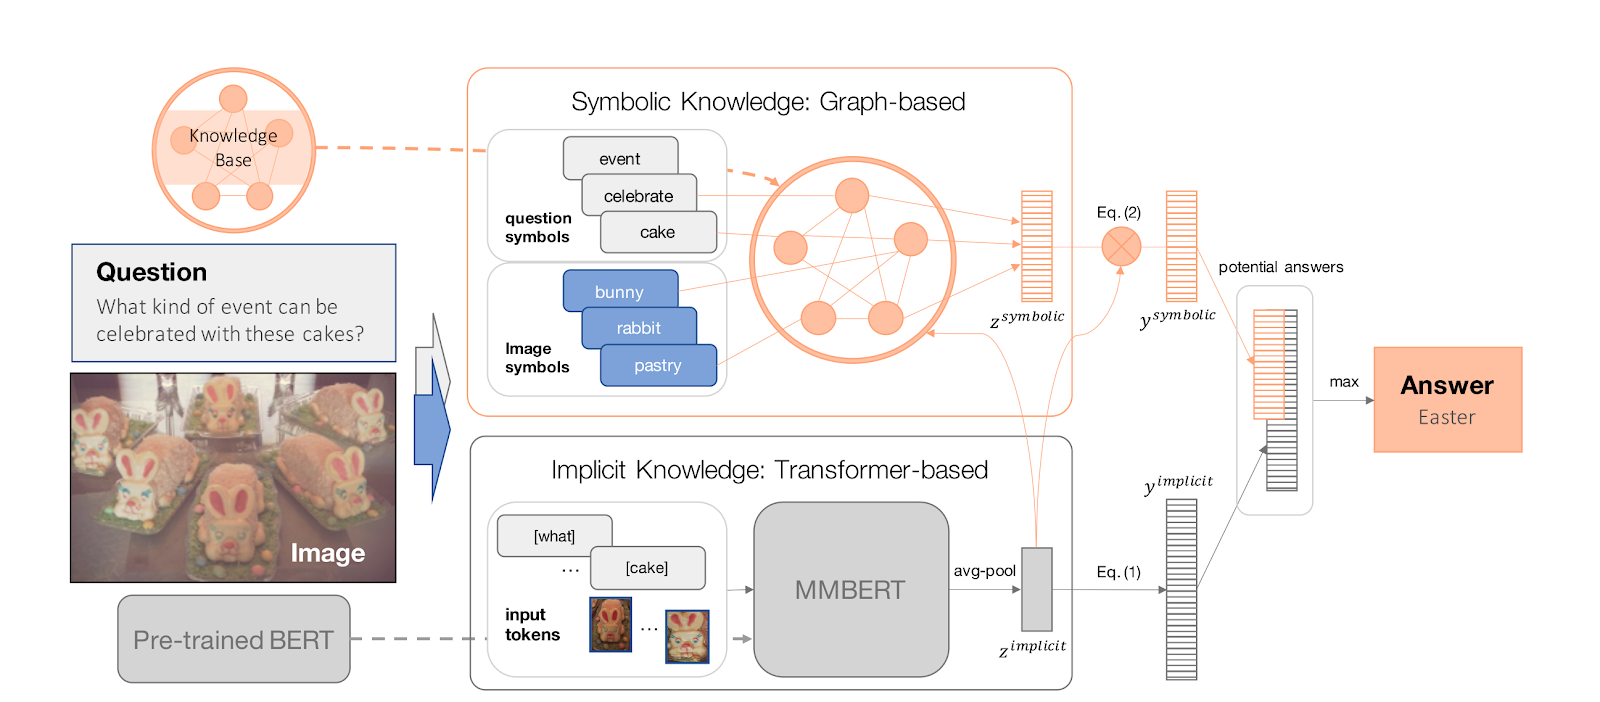 Knowledge
Base
Question
What kind of event can be
celebrated with these cakes?
Image
Pre-trained BERT
Symbolic Knowledge: Graph-based
event
celebrate
cake
question
symbols
bunny
rabbit
pastry
Image
symbols
z^symbolic
Eq. (2)
y^symbolic
Implicit Knowledge: Transformer-based
[what]
...
[cake]
input
tokens
...
MMBERT
avg-pool
z^implicit
Eq. (1)
y^implicit
potential answers
max
Answer
Easter